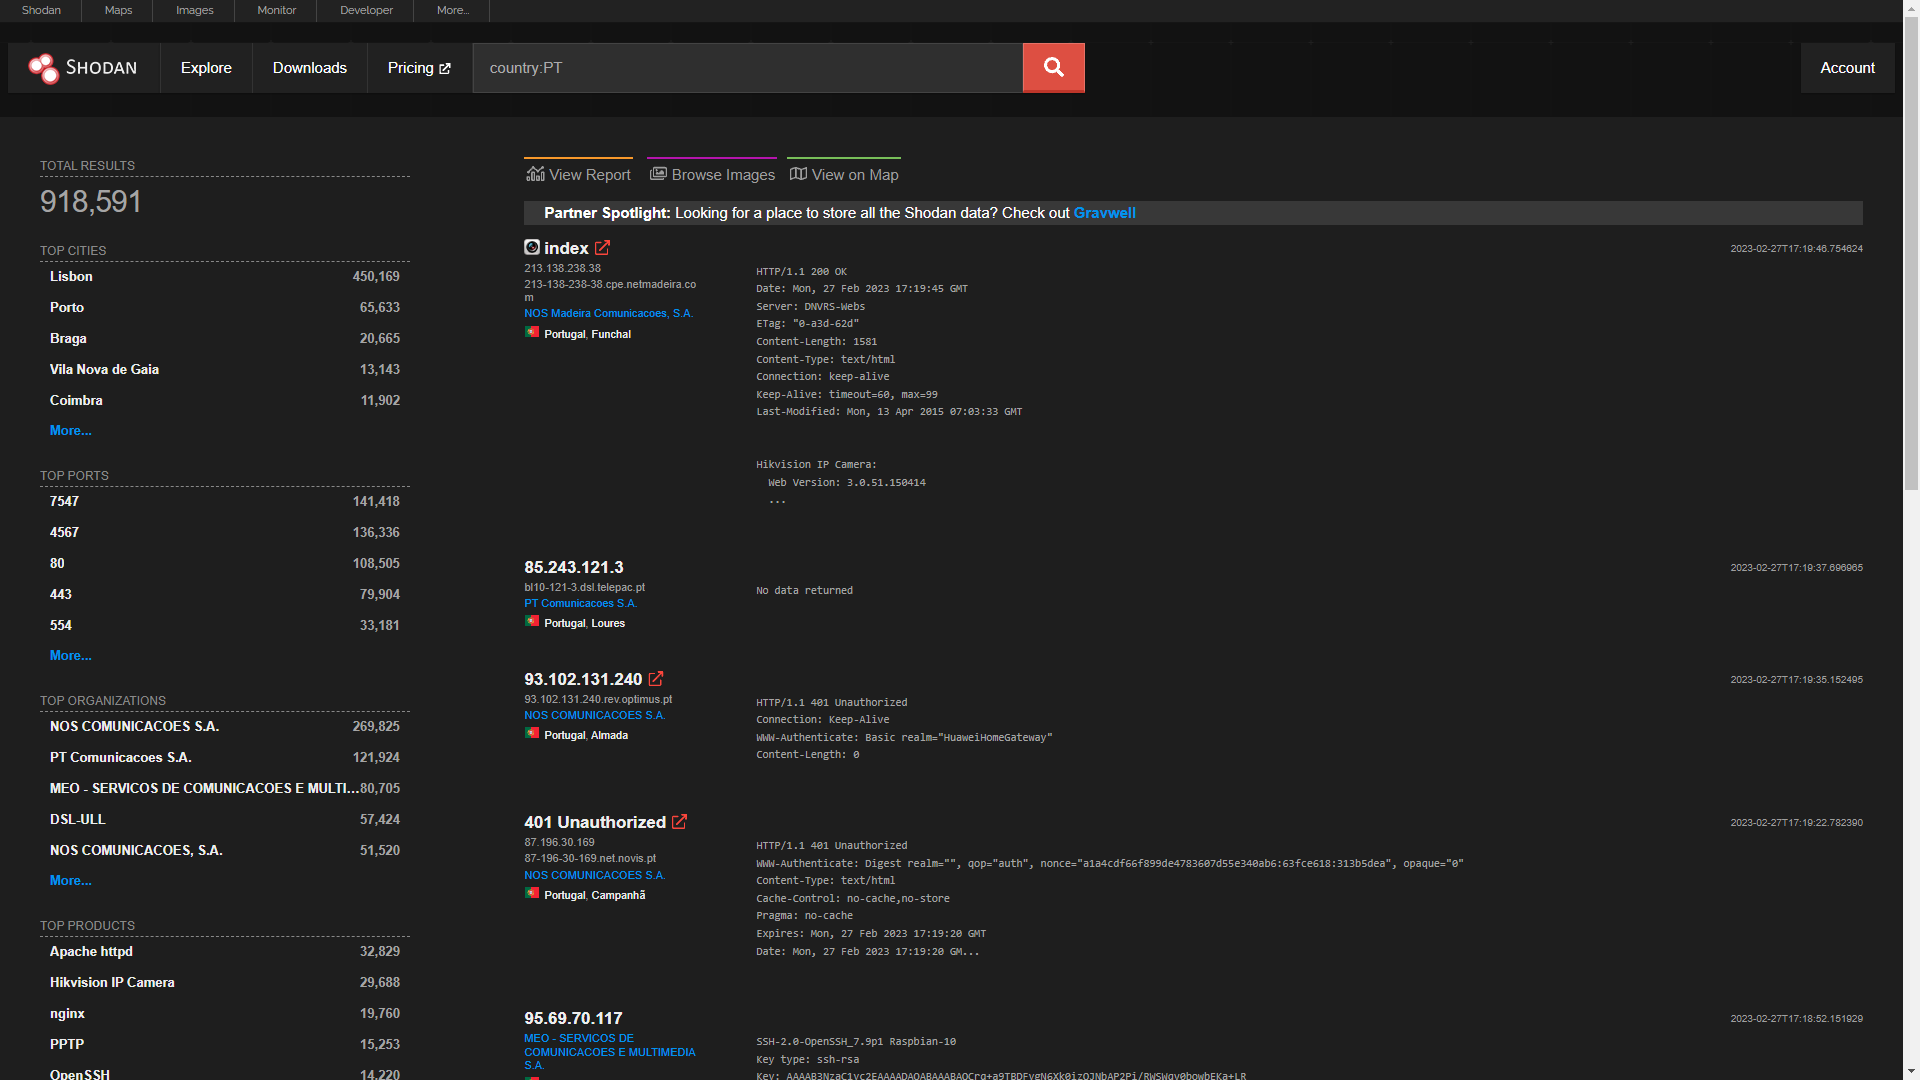 Shodan
Maps
Images
Monitor
Developer
More...
SHODAN
Explore
Downloads
Pricing
country:PT
Account
TOTAL RESULTS
918,591
TOP CITIES
Lisbon 450,169
Porto 65,633
Braga 20,665
Vila Nova de Gaia 13,143
Coimbra 11,902
More...
TOP PORTS
7547 141,418
4567 136,336
80 108,505
443 79,904
554 33,181
More...
TOP ORGANIZATIONS
NOS COMUNICACOES S.A. 269,825
PT Comunicacoes S.A. 121,924
MEO - SERVICOS DE COMUNICACOES E MULTI... 80,705
DSL-ULL 57,424
NOS COMUNICACOES, S.A. 51,520
More...
TOP PRODUCTS
Apache httpd 32,829
Hikvision IP Camera 29,688
nginx 19,760
PPTP 15,253
OpenSSH 14,220
View Report
Browse Images
View on Map
Partner Spotlight: Looking for a place to store all the Shodan data? Check out Gravwell
index
2023-02-27T17:19:46.754624
213.138.238.38
213-138-238-38.cpe.netmadeira.co
m
NOS Madeira Comunicacoes, S.A.
Portugal, Funchal
HTTP/1.1 200 OK
Date: Mon, 27 Feb 2023 17:19:45 GMT
Server: DNVRS-Webs
ETag: "0-a3d-62d"
Content-Length: 1581
Content-Type: text/html
Connection: keep-alive
Keep-Alive: timeout=60, max=99
Last-Modified: Mon, 13 Apr 2015 07:03:33 GMT
Hikvision IP Camera:
Web Version: 3.0.51.150414
...
85.243.121.3
2023-02-27T17:19:37.696965
bl10-121-3.dsl.telepac.pt
PT Comunicacoes S.A.
Portugal, Loures
No data returned
93.102.131.240
2023-02-27T17:19:35.152495
93.102.131.240.rev.optimus.pt
NOS COMUNICACOES S.A.
Portugal, Almada
HTTP/1.1 401 Unauthorized
Connection: Keep-Alive
WWW-Authenticate: Basic realm="HuaweiHomeGateway"
Content-Length: 0
401 Unauthorized
2023-02-27T17:19:22.782390
87.196.30.169
87-196-30-169.net.novis.pt
NOS COMUNICACOES S.A.
Portugal, Campanhã
HTTP/1.1 401 Unauthorized
WWW-Authenticate: Digest realm="", qop="auth", nonce="a1a4cdf66f899de4783607d55e340ab6:63fce618:313b5dea", opaque="0"
Content-Type: text/html
Cache-Control: no-cache,no-store
Pragma: no-cache
Expires: Mon, 27 Feb 2023 17:19:20 GMT
Date: Mon, 27 Feb 2023 17:19:20 GM...
95.69.70.117
2023-02-27T17:18:52.151929
MEO - SERVICOS DE
COMUNICACOES E MULTIMEDIA
S.A.
SSH-2.0-OpenSSH_7.9p1 Raspbian-10
Key type: ssh-rsa
Key: